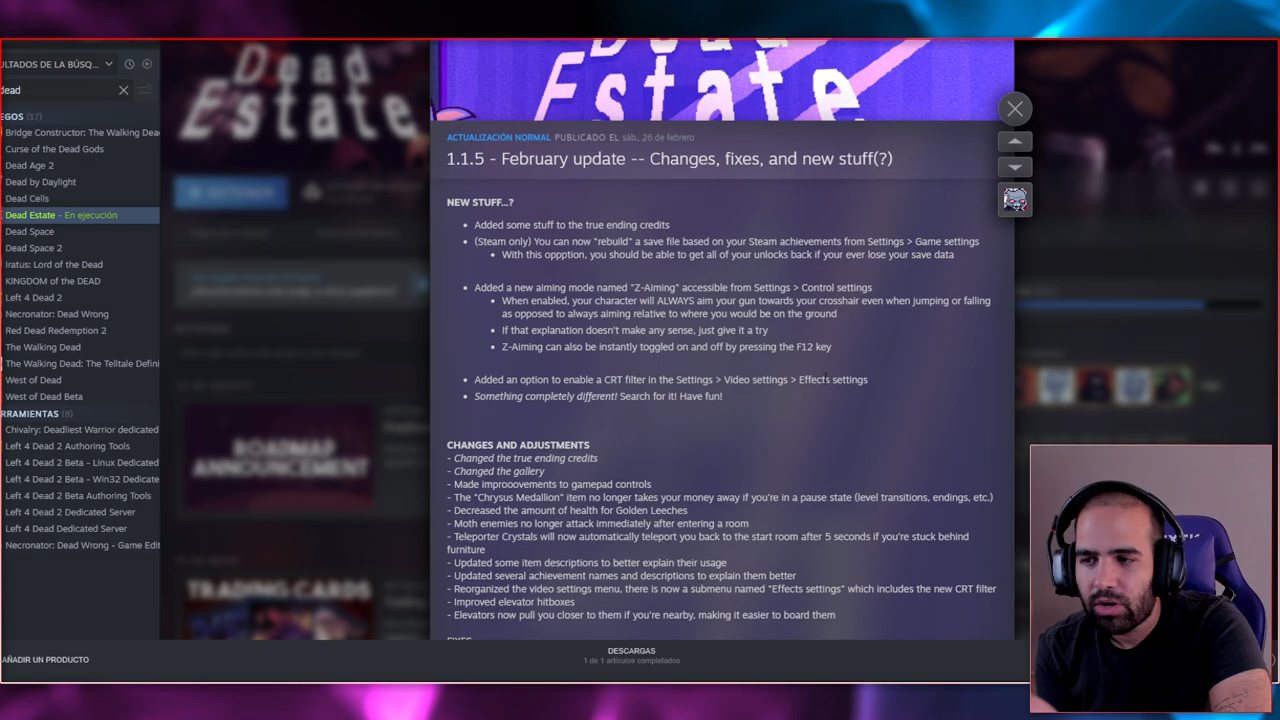 ULTADOS DE LA BÚSQ...
dead
EGOS (17)
Bridge Constructor: The Walking Dea
Curse of the Dead Gods
Dead Age 2
Dead by Daylight
Dead Cells
Dead Estate - En ejecución
Dead Space
Dead Space 2
Iratus: Lord of the Dead
KINGDOM of the DEAD
Left 4 Dead 2
Necronator: Dead Wrong
Red Dead Redemption 2
The Walking Dead
The Walking Dead: The Telltale Defini
West of Dead
West of Dead Beta
RRAMIENTAS (8)
Chivalry: Deadliest Warrior dedicated
Left 4 Dead 2 Authoring Tools
Left 4 Dead 2 Beta - Linux Dedicated
Left 4 Dead 2 Beta - Win32 Dedicate
Left 4 Dead 2 Beta Authoring Tools
Left 4 Dead 2 Dedicated Server
Left 4 Dead Dedicated Server
Necronator: Dead Wrong - Game Edit
AÑADIR UN PRODUCTO
Dead
Estate
DETENER
ROADMAP
ANNOUNCEMENT
TRADING CARDS
Dead
Estate
ACTUALIZACIÓN NORMAL PUBLICADO EL sáb, 26 de febrero
1.1.5 - February update -- Changes, fixes, and new stuff(?)
NEW STUFF...?
• Added some stuff to the true ending credits
• (Steam only) You can now "rebuild" a save file based on your Steam achievements from Settings > Game settings
• With this oppption, you should be able to get all of your unlocks back if your ever lose your save data
• Added a new aiming mode named "Z-Aiming" accessible from Settings > Control settings
• When enabled, your character will ALWAYS aim your gun towards your crosshair even when jumping or falling
as opposed to always aiming relative to where you would be on the ground
• If that explanation doesn't make any sense, just give it a try
• Z-Aiming can also be instantly toggled on and off by pressing the F12 key
• Added an option to enable a CRT filter in the Settings > Video settings > Effects settings
• Something completely different! Search for it! Have fun!
CHANGES AND ADJUSTMENTS
- Changed the true ending credits
- Changed the gallery
- Made improoovements to gamepad controls
- The "Chrysus Medallion" item no longer takes your money away if you're in a pause state (level transitions, endings, etc.)
- Decreased the amount of health for Golden Leeches
- Moth enemies no longer attack immediately after entering a room
- Teleporter Crystals will now automatically teleport you back to the start room after 5 seconds if you're stuck behind
furniture
- Updated some item descriptions to better explain their usage
- Updated several achievement names and descriptions to explain them better
- Reorganized the video settings menu, there is now a submenu named "Effects settings" which includes the new CRT filter
- Improved elevator hitboxes
- Elevators now pull you closer to them if you're nearby, making it easier to board them
FIXES
DESCARGAS
1 de 1 artículos completados